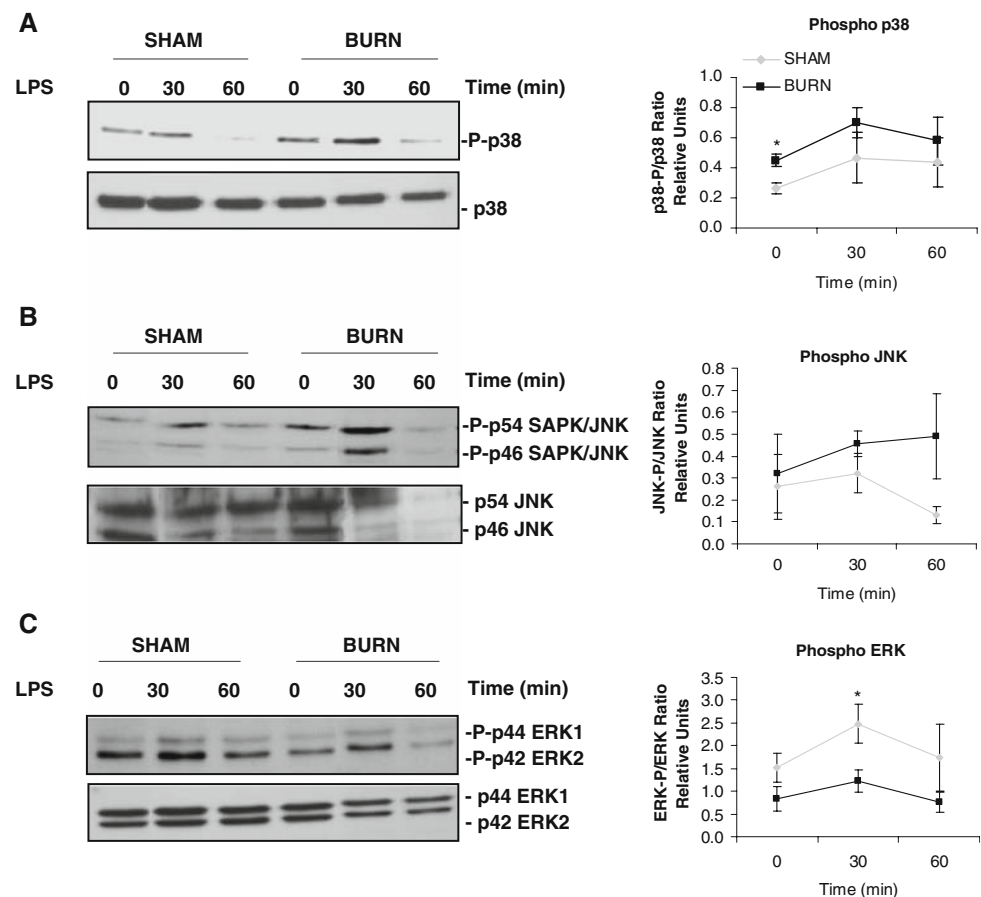 A
SHAM BURN
LPS 0 30 60 0 30 60 Time (min)
-P-p38
- p38
Phospho p38
SHAM
BURN
p38-P/p38 Ratio
Relative Units
1.0
0.8
0.6
0.4
0.2
0.0
*
0 30 60
Time (min)
B
SHAM BURN
LPS 0 30 60 0 30 60 Time (min)
-P-p54 SAPK/JNK
-P-p46 SAPK/JNK
- p54 JNK
- p46 JNK
Phospho JNK
JNK-P/JNK Ratio
Relative Units
0.8
0.7
0.6
0.5
0.4
0.3
0.2
0.1
0.0
0 30 60
Time (min)
C
SHAM BURN
LPS 0 30 60 0 30 60 Time (min)
-P-p44 ERK1
-P-p42 ERK2
- p44 ERK1
- p42 ERK2
Phospho ERK
ERK-P/ERK Ratio
Relative Units
3.5
3.0
2.5
2.0
1.5
1.0
0.5
0.0
*
0 30 60
Time (min)